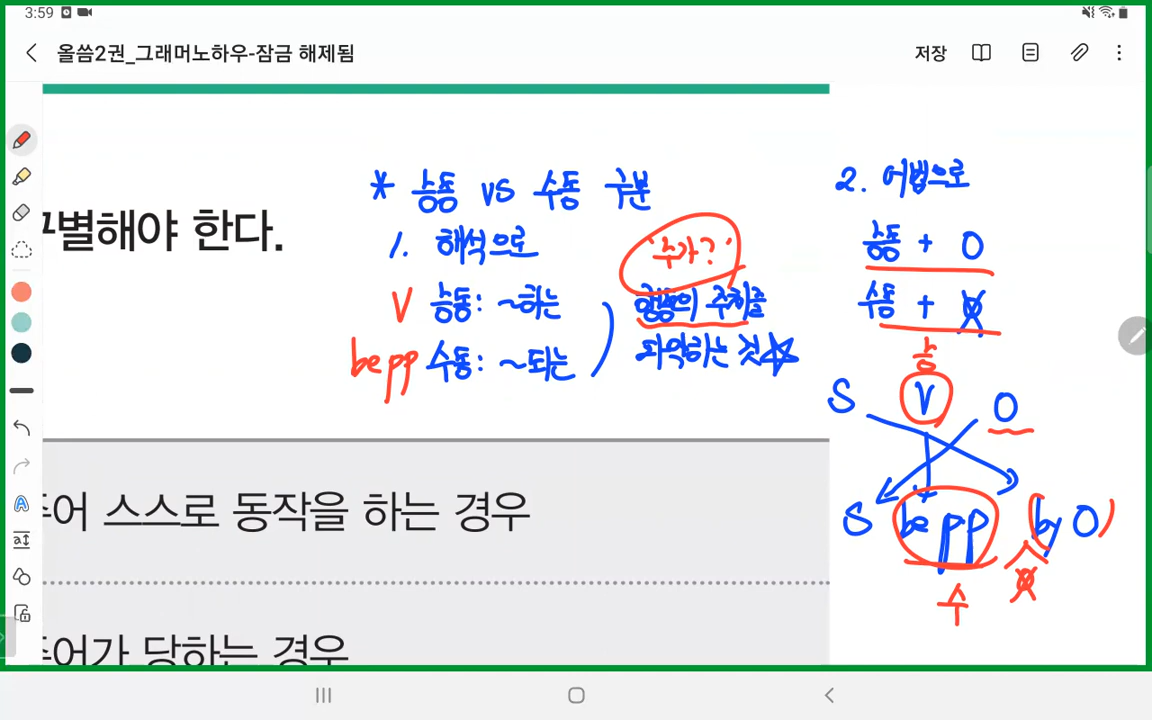 3:59
올씀2권_그래머노하우-잠금 해제됨
저장
별해야 한다.
* 능동 vs 수동 구분
1. 해석으로
'누가?'
V 능동: ~하는
행동의 주체를
be pp 수동: ~되는
파악하는 것☆
2. 어법으로
능동 + O
수동 + O
능
S V O
S be pp (by O)
수
어 스스로 동작을 하는 경우
어가 당하는 경우